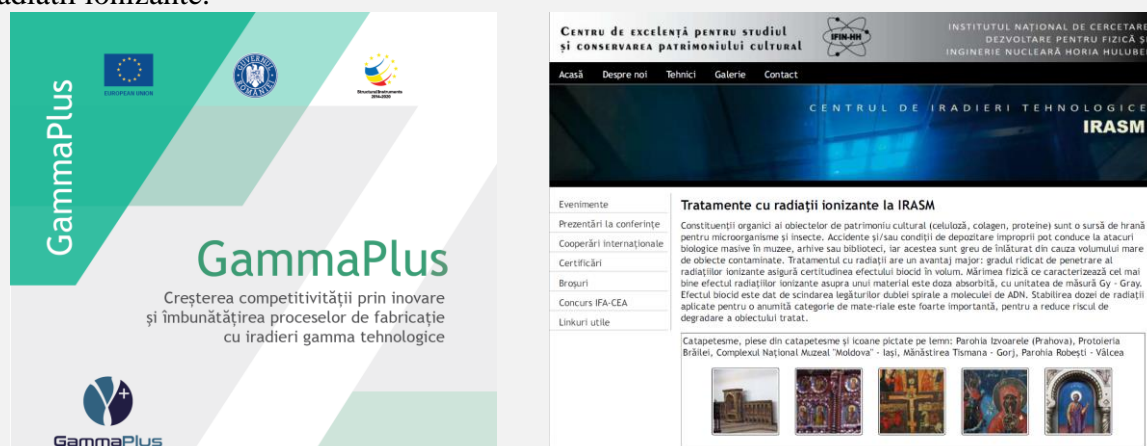 radiații ionizante.
GammaPlus
EUROPEAN UNION
GUVERNUL ROMÂNIEI
Structural Instruments
2014-2020
GammaPlus
Creșterea competitivității prin inovare
și îmbunătățirea proceselor de fabricație
cu iradieri gamma tehnologice
GammaPlus
CENTRU DE EXCELENȚĂ PENTRU STUDIUL
ȘI CONSERVAREA PATRIMONIULUI CULTURAL
IFIN-HH
INSTITUTUL NAȚIONAL DE CERCETARE
DEZVOLTARE PENTRU FIZICĂ ȘI
INGINERIE NUCLEARĂ HORIA HULUBEI
Acasă Despre noi Tehnici Galerie Contact
CENTRUL DE IRADIERI TEHNOLOGICE
IRASM
Evenimente
Prezentări la conferințe
Cooperări internaționale
Certificări
Broșuri
Concurs IFA-CEA
Linkuri utile
Tratamente cu radiații ionizante la IRASM
Constituenții organici ai obiectelor de patrimoniu cultural (celuloză, colagen, proteine) sunt o sursă de hrană
pentru microorganisme și insecte. Accidente și/sau condiții de depozitare improprii pot conduce la atacuri
biologice masive în muzee, arhive sau biblioteci, iar acestea sunt greu de înlăturat din cauza volumului mare
de obiecte contaminate. Tratamentul cu radiații are un avantaj major: gradul ridicat de penetrare al
radiațiilor ionizante asigură certitudinea efectului biocid în volum. Mărimea fizică ce caracterizează cel mai
bine efectul radiațiilor ionizante asupra unui material este doza absorbită, cu unitatea de măsură Gy - Gray.
Efectul biocid este dat de scindarea legăturilor dublei spirale a moleculei de ADN. Stabilirea dozei de radiații
aplicate pentru o anumită categorie de mate-riale este foarte importantă, pentru a reduce riscul de
degradare a obiectului tratat.
Catapetesme, piese din catapetesme și icoane pictate pe lemn: Parohia Izvoarele (Prahova), Protoieria
Brăilei, Complexul Național Muzeal "Moldova" - Iași, Mănăstirea Tismana - Gorj, Parohia Robești - Vâlcea